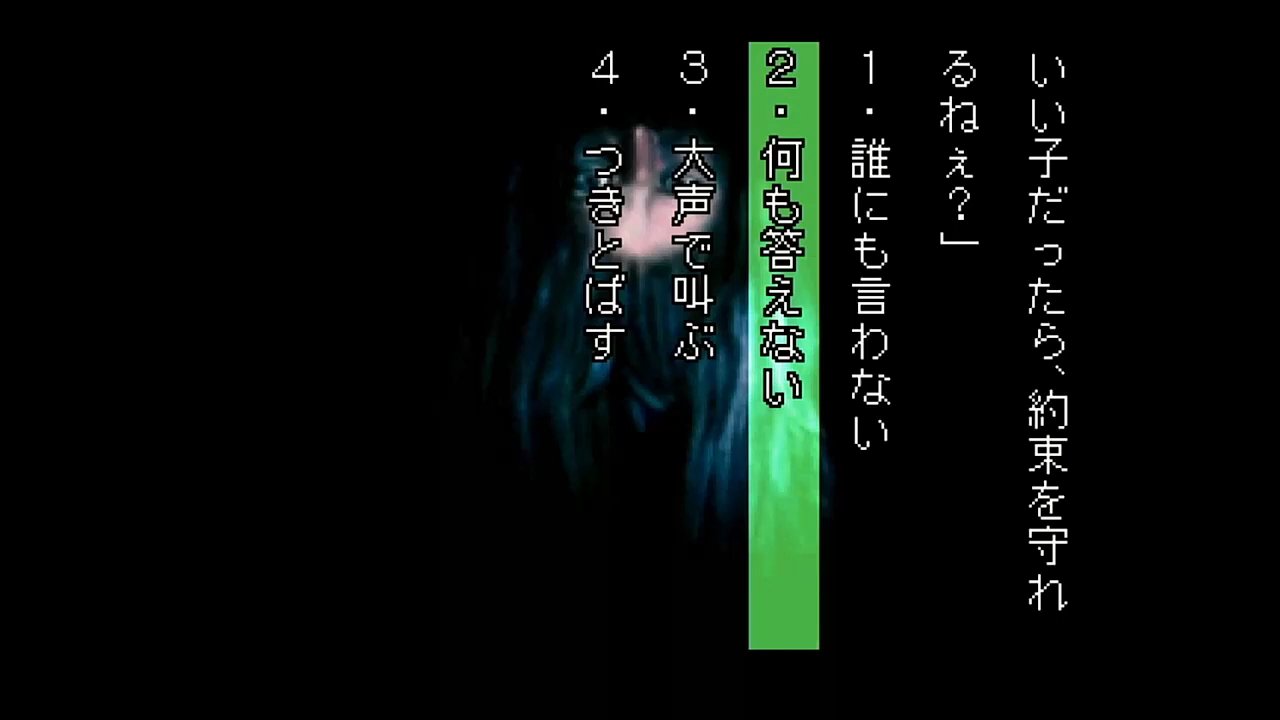 いい子だったら、約束を守れ
るねぇ？」
１・誰にも言わない
２・何も答えない
３・大声で叫ぶ
４・つきとばす